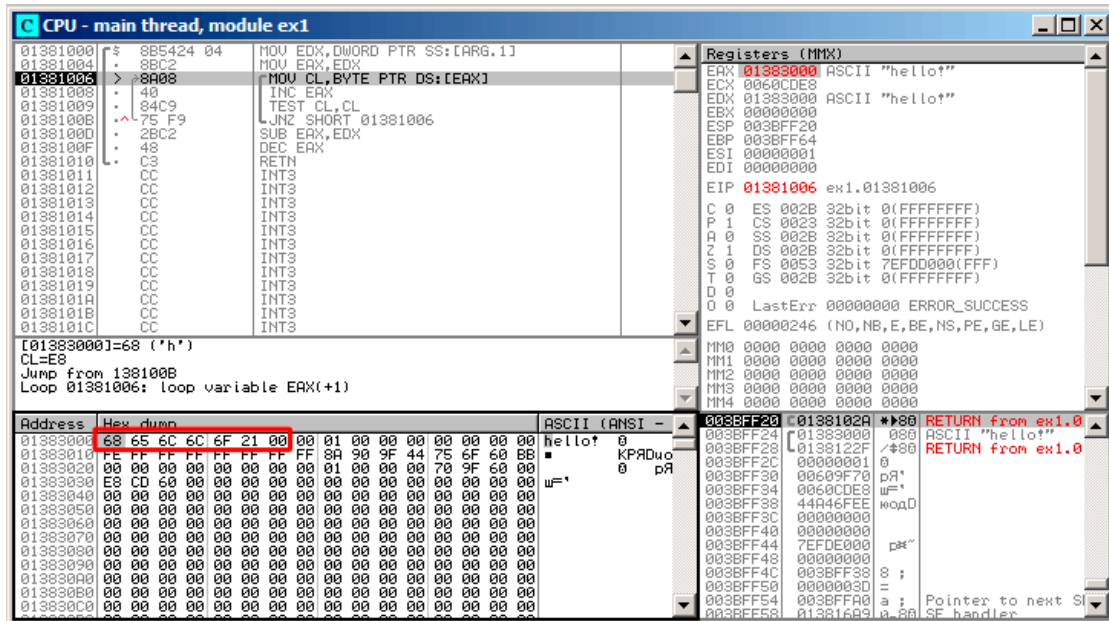 C CPU - main thread, module ex1
01381000 $ 8B5424 04 MOV EDX,DWORD PTR SS:[ARG.1]
01381004 . 8BC2 MOV EAX,EDX
01381006 > 8A08 MOV CL,BYTE PTR DS:[EAX]
01381008 . 40 INC EAX
01381009 . 84C9 TEST CL,CL
0138100B .^ 75 F9 JNZ SHORT 01381006
0138100D . 2BC2 SUB EAX,EDX
0138100F . 48 DEC EAX
01381010 . C3 RETN
01381011 CC INT3
01381012 CC INT3
01381013 CC INT3
01381014 CC INT3
01381015 CC INT3
01381016 CC INT3
01381017 CC INT3
01381018 CC INT3
01381019 CC INT3
0138101A CC INT3
0138101B CC INT3
0138101C CC INT3
Registers (MMX)
EAX 01383000 ASCII "hello!"
ECX 0060CDE8
EDX 01383000 ASCII "hello!"
EBX 00000000
ESP 003BFF20
EBP 003BFF64
ESI 00000001
EDI 00000000
EIP 01381006 ex1.01381006
C 0 ES 002B 32bit 0(FFFFFFFF)
P 1 CS 0023 32bit 0(FFFFFFFF)
A 0 SS 002B 32bit 0(FFFFFFFF)
Z 1 DS 002B 32bit 0(FFFFFFFF)
S 0 FS 0053 32bit 7EFDD000(FFF)
T 0 GS 002B 32bit 0(FFFFFFFF)
D 0
O 0 LastErr 00000000 ERROR_SUCCESS
EFL 00000246 (NO,NB,E,BE,NS,PE,GE,LE)
MM0 0000 0000 0000 0000
MM1 0000 0000 0000 0000
MM2 0000 0000 0000 0000
MM3 0000 0000 0000 0000
MM4 0000 0000 0000 0000
[01383000]=68 ('h')
CL=E8
Jump from 138100B
Loop 01381006: loop variable EAX(+1)
Address Hex dump ASCII (ANSI -
01383000 68 65 6C 6C 6F 21 00 00 01 00 00 00 00 00 00 00 hello! 0
01383010 FE FF FF FF FF FF FF FF 8A 90 9F 44 75 6F 60 BB ■ КРЯDuo
01383020 00 00 00 00 00 00 00 00 01 00 00 00 70 9F 60 00 0 pЯ
01383030 E8 CD 60 00 00 00 00 00 00 00 00 00 00 00 00 00 ш='
01383040 00 00 00 00 00 00 00 00 00 00 00 00 00 00 00 00
01383050 00 00 00 00 00 00 00 00 00 00 00 00 00 00 00 00
01383060 00 00 00 00 00 00 00 00 00 00 00 00 00 00 00 00
01383070 00 00 00 00 00 00 00 00 00 00 00 00 00 00 00 00
01383080 00 00 00 00 00 00 00 00 00 00 00 00 00 00 00 00
01383090 00 00 00 00 00 00 00 00 00 00 00 00 00 00 00 00
013830A0 00 00 00 00 00 00 00 00 00 00 00 00 00 00 00 00
013830B0 00 00 00 00 00 00 00 00 00 00 00 00 00 00 00 00
013830C0 00 00 00 00 00 00 00 00 00 00 00 00 00 00 00 00
003BFF20 0138102A RETURN from ex1.0
003BFF24 01383000 ASCII "hello!"
003BFF28 0138122F RETURN from ex1.0
003BFF2C 00000001 0
003BFF30 00609F70 pЯ'
003BFF34 0060CDE8 ш='
003BFF38 44A46FEE юодD
003BFF3C 00000000
003BFF40 00000000
003BFF44 7EFDE000
003BFF48 00000000
003BFF4C 003BFF38 8 ;
003BFF50 0000003D =
003BFF54 003BFFA0 a ; Pointer to next S
003BFF58 013816A9 SE handler